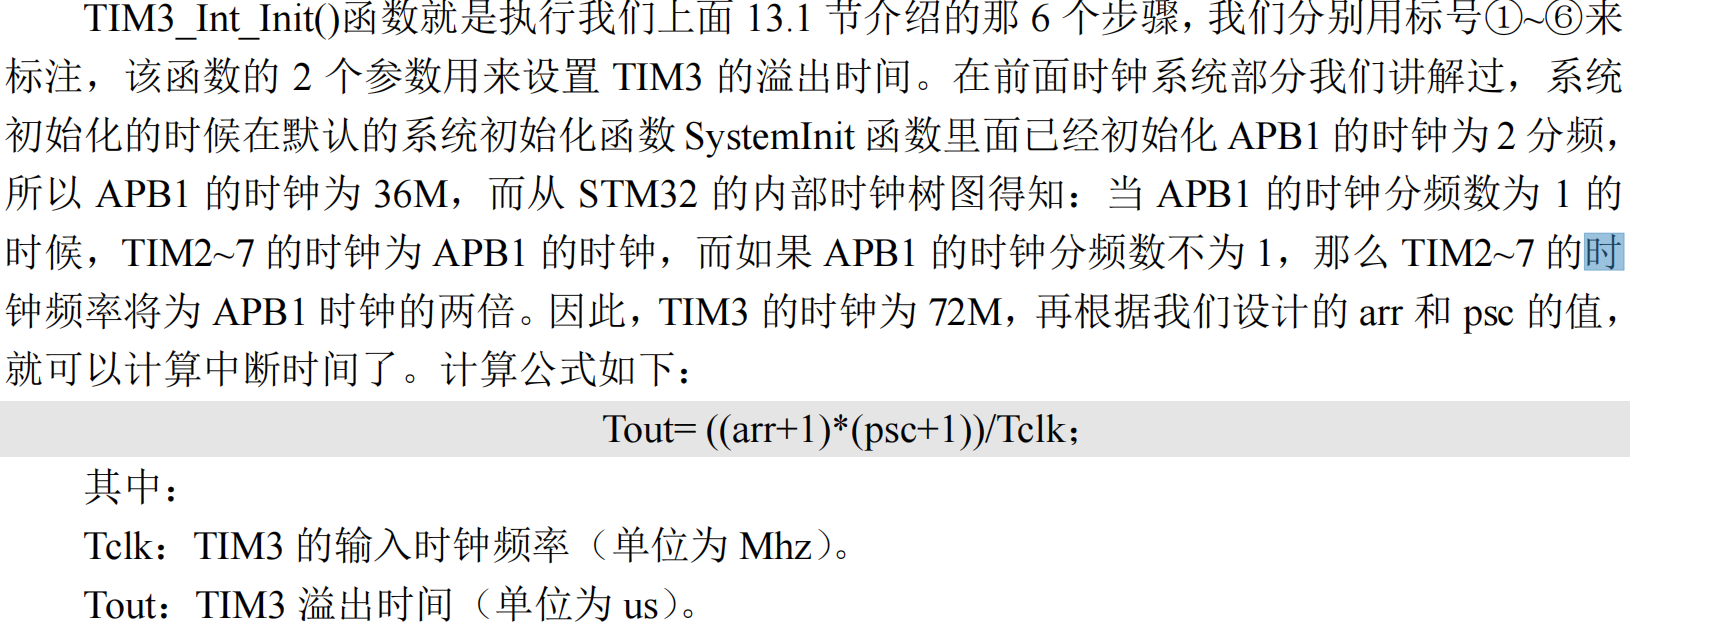 TIM3_Int_Init()函数就是执行我们上面 13.1 节介绍的那 6 个步骤，我们分别用标号①~⑥来
标注，该函数的 2 个参数用来设置 TIM3 的溢出时间。在前面时钟系统部分我们讲解过，系统
初始化的时候在默认的系统初始化函数 SystemInit 函数里面已经初始化 APB1 的时钟为 2 分频，
所以 APB1 的时钟为 36M，而从 STM32 的内部时钟树图得知：当 APB1 的时钟分频数为 1 的
时候，TIM2~7 的时钟为 APB1 的时钟，而如果 APB1 的时钟分频数不为 1，那么 TIM2~7 的时
钟频率将为 APB1 时钟的两倍。因此，TIM3 的时钟为 72M，再根据我们设计的 arr 和 psc 的值，
就可以计算中断时间了。计算公式如下：
Tout= ((arr+1)*(psc+1))/Tclk；
其中：
Tclk：TIM3 的输入时钟频率（单位为 Mhz）。
Tout：TIM3 溢出时间（单位为 us）。